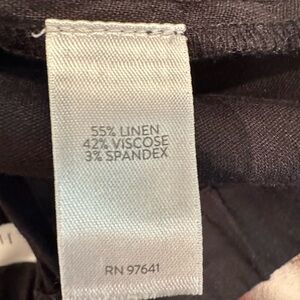 55% LINEN
42% VISCOSE
3% SPANDEX
RN 97641